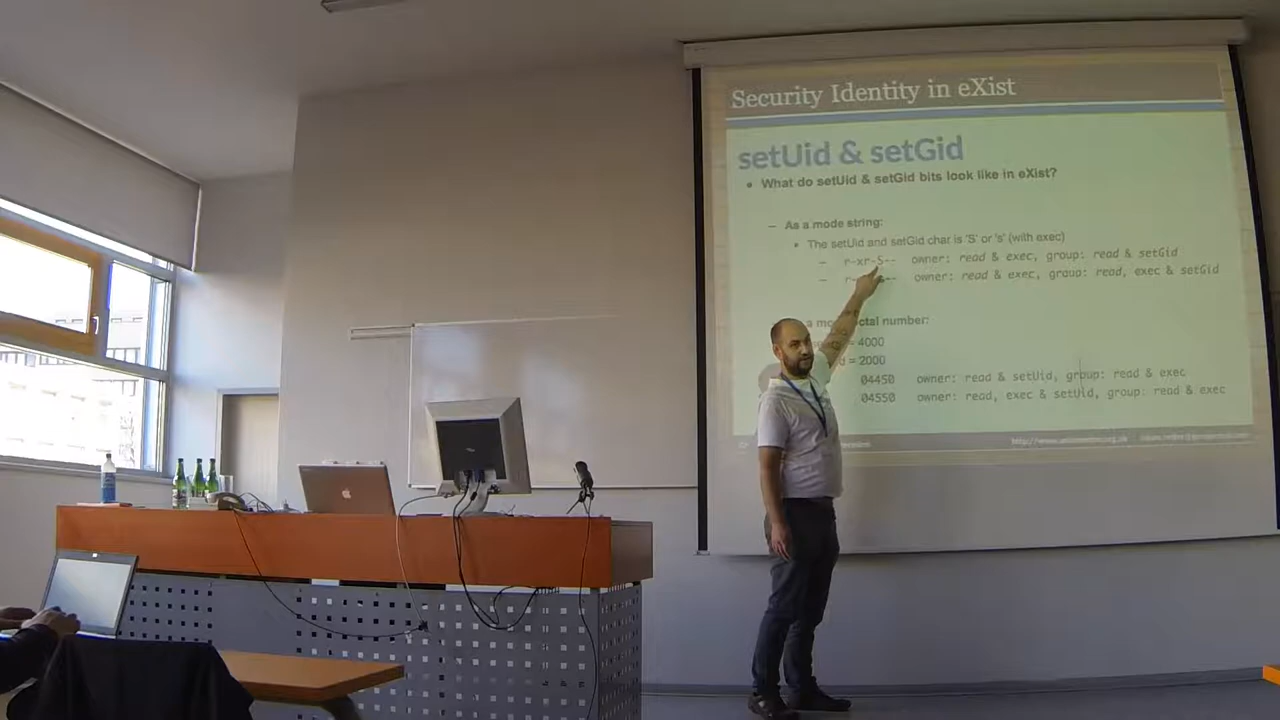 Security Identity in eXist
setUid & setGid
• What do setUid & setGid bits look like in eXist?
– As a mode string:
• The setUid and setGid char is 'S' or 's' (with exec)
– r-xr-S-- owner: read & exec, group: read & setGid
– owner: read & exec, group: read, exec & setGid
octal number:
= 4000
= 2000
04450 owner: read & setUid, group: read & exec
04550 owner: read, exec & setUid, group: read & exec